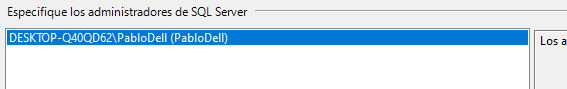 Especifique los administradores de SQL Server
DESKTOP-Q40QD62\PabloDell (PabloDell)
Los a